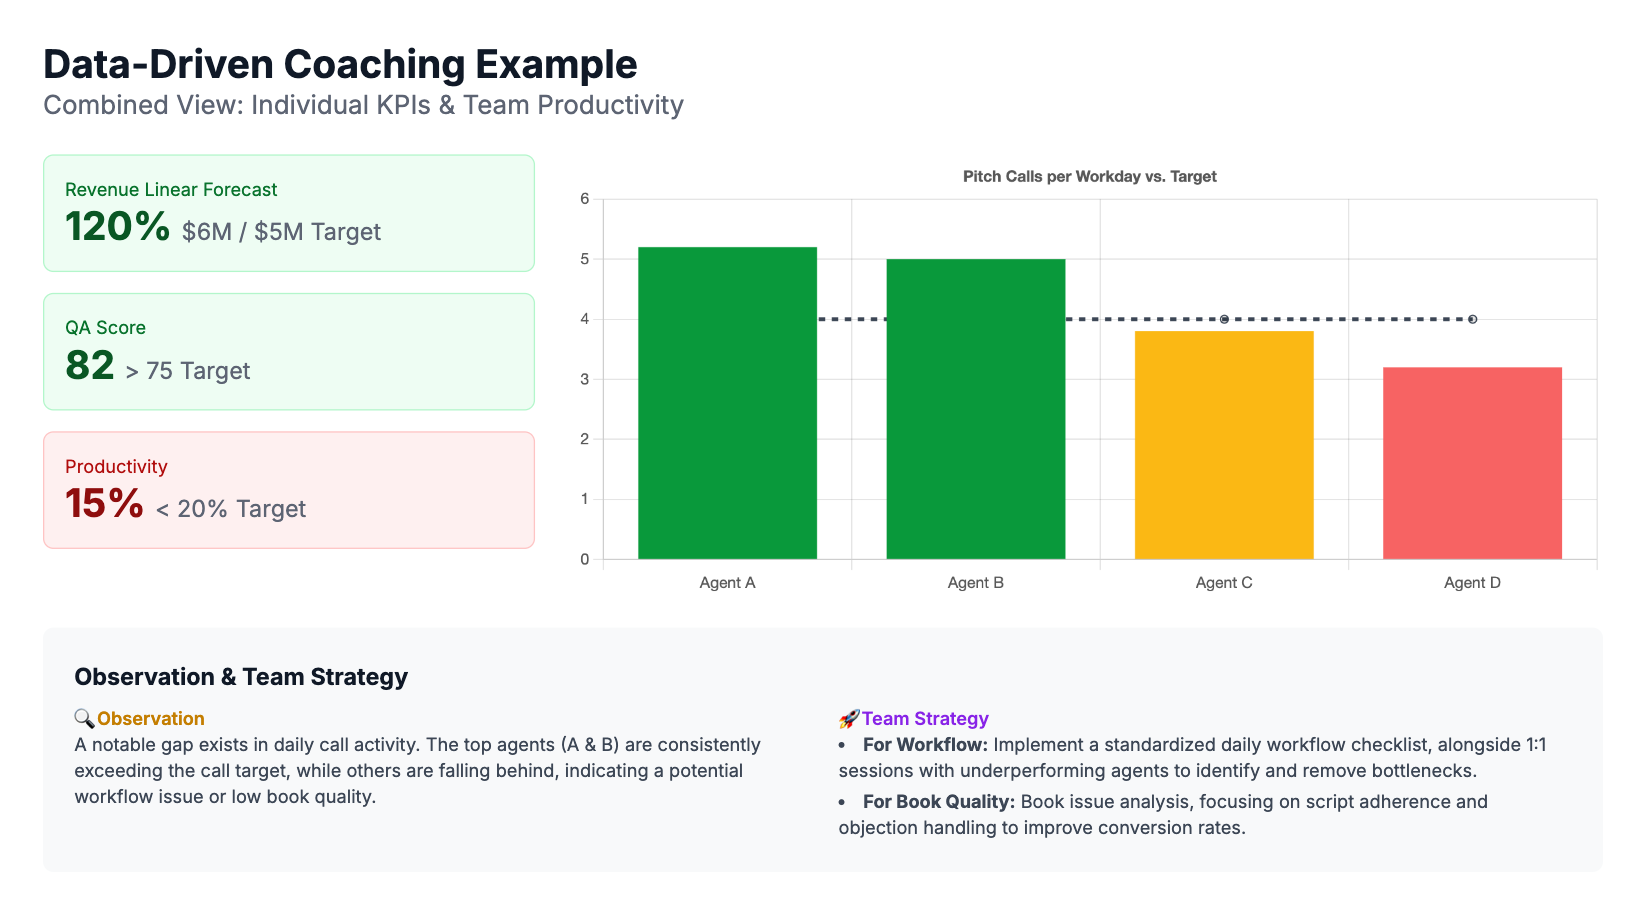 Data-Driven Coaching Example
Combined View: Individual KPIs & Team Productivity
Revenue Linear Forecast
120% $6M / $5M Target
QA Score
82 > 75 Target
Productivity
15% < 20% Target
Pitch Calls per Workday vs. Target
6
5
4
3
2
1
0
Agent A
Agent B
Agent C
Agent D
Observation & Team Strategy
🔍Observation
A notable gap exists in daily call activity. The top agents (A & B) are consistently
exceeding the call target, while others are falling behind, indicating a potential
workflow issue or low book quality.
🚀Team Strategy
• For Workflow: Implement a standardized daily workflow checklist, alongside 1:1
sessions with underperforming agents to identify and remove bottlenecks.
• For Book Quality: Book issue analysis, focusing on script adherence and
objection handling to improve conversion rates.